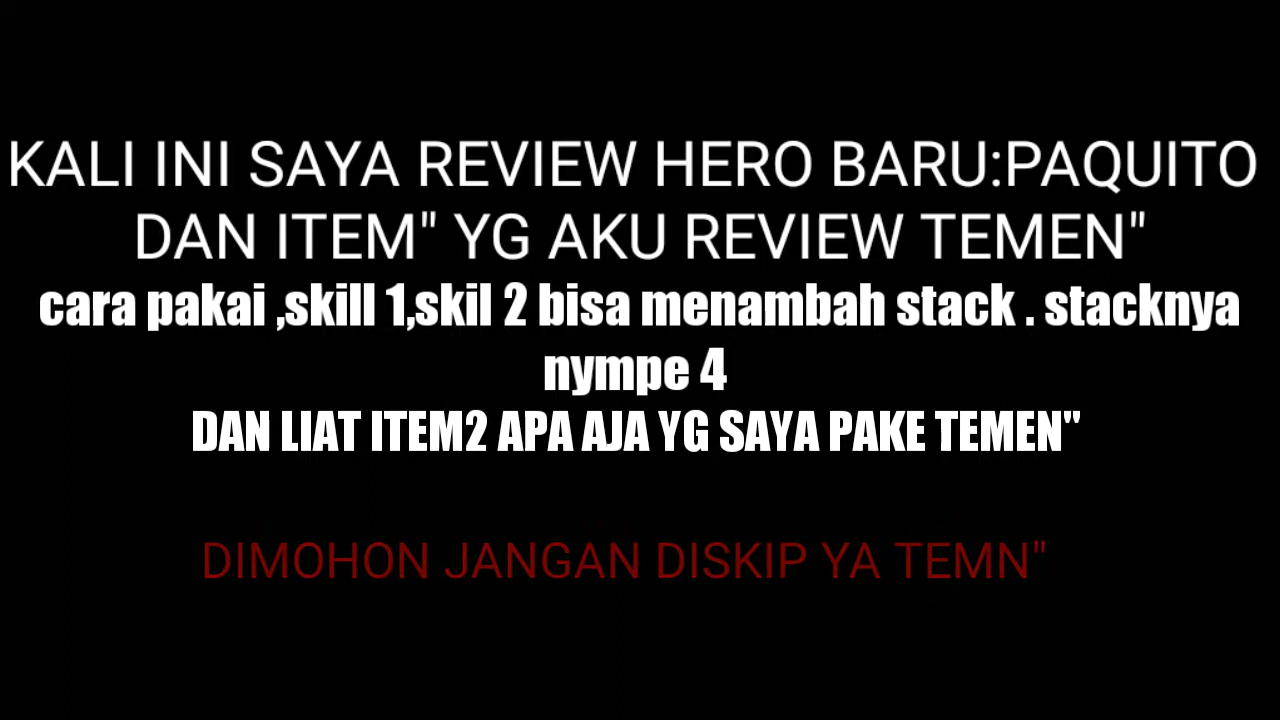 KALI INI SAYA REVIEW HERO BARU:PAQUITO
DAN ITEM" YG AKU REVIEW TEMEN"
cara pakai ,skill 1,skil 2 bisa menambah stack . stacknya
nympe 4
DAN LIAT ITEM2 APA AJA YG SAYA PAKE TEMEN"
DIMOHON JANGAN DISKIP YA TEMN"